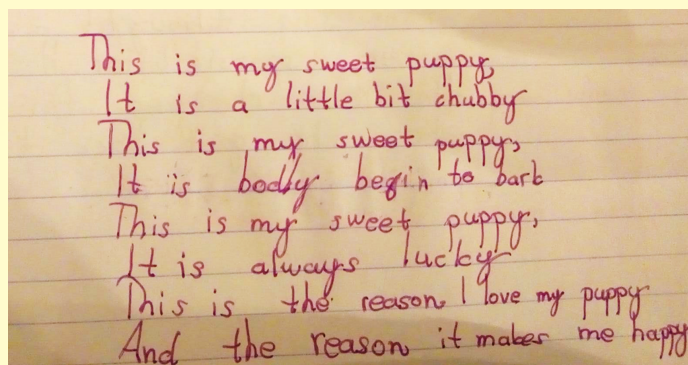 This is my sweet puppy,
It is a little bit chubby
This is my sweet puppy,
It is bodly begin to bark
This is my sweet puppy,
It is always lucky
This is the reason I love my puppy
And the reason it makes me happy